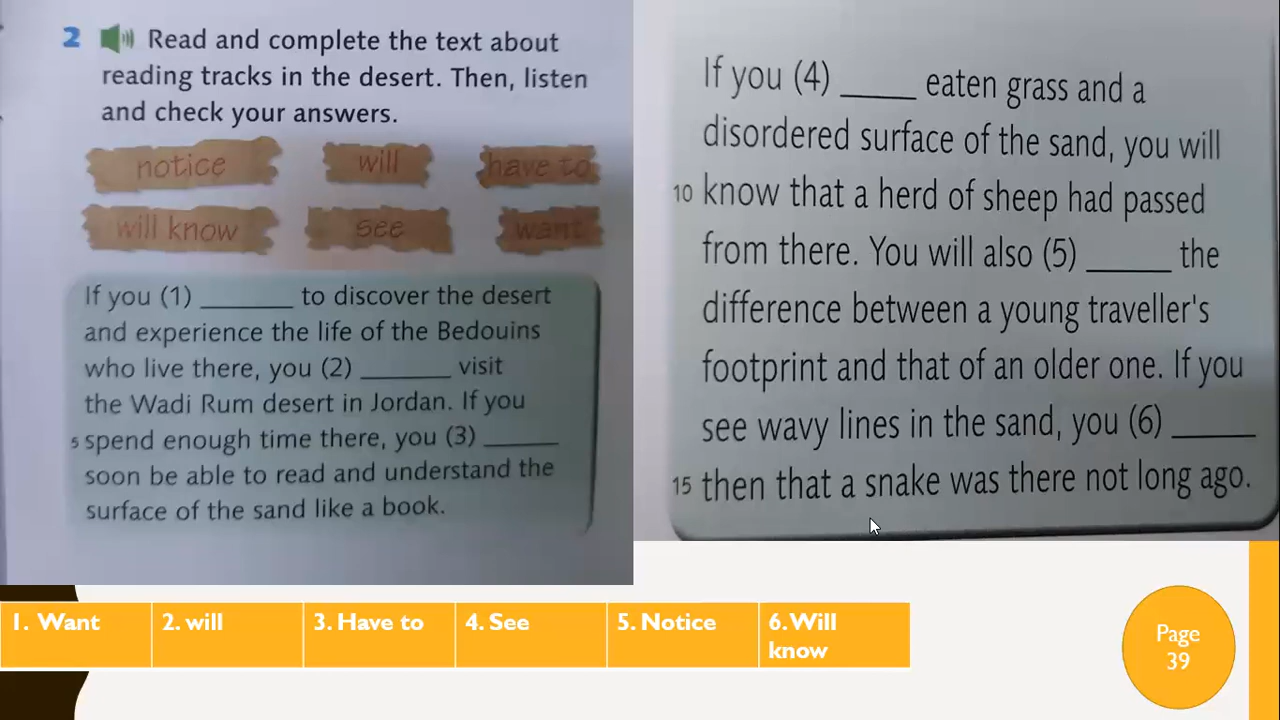 2 Read and complete the text about
reading tracks in the desert. Then, listen
and check your answers.
notice will have to
will know see want
If you (1) _______ to discover the desert
and experience the life of the Bedouins
who live there, you (2) _______ visit
the Wadi Rum desert in Jordan. If you
5 spend enough time there, you (3) ______
soon be able to read and understand the
surface of the sand like a book.
If you (4) _____ eaten grass and a
disordered surface of the sand, you will
10 know that a herd of sheep had passed
from there. You will also (5) ______ the
difference between a young traveller's
footprint and that of an older one. If you
see wavy lines in the sand, you (6) ______
15 then that a snake was there not long ago.
1. Want
2. will
3. Have to
4. See
5. Notice
6. Will
know
Page
39